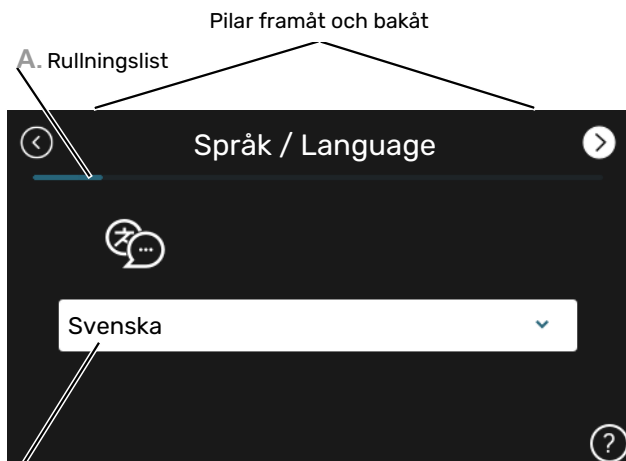 Pilar framåt och bakåt
A. Rullningslist
Språk / Language
Svenska
?